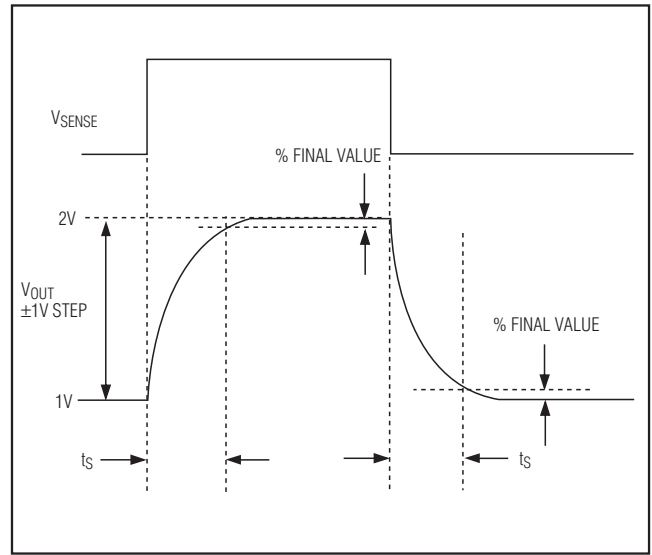 VSENSE
% FINAL VALUE
2V
VOUT
±1V STEP
% FINAL VALUE
1V
tS
tS